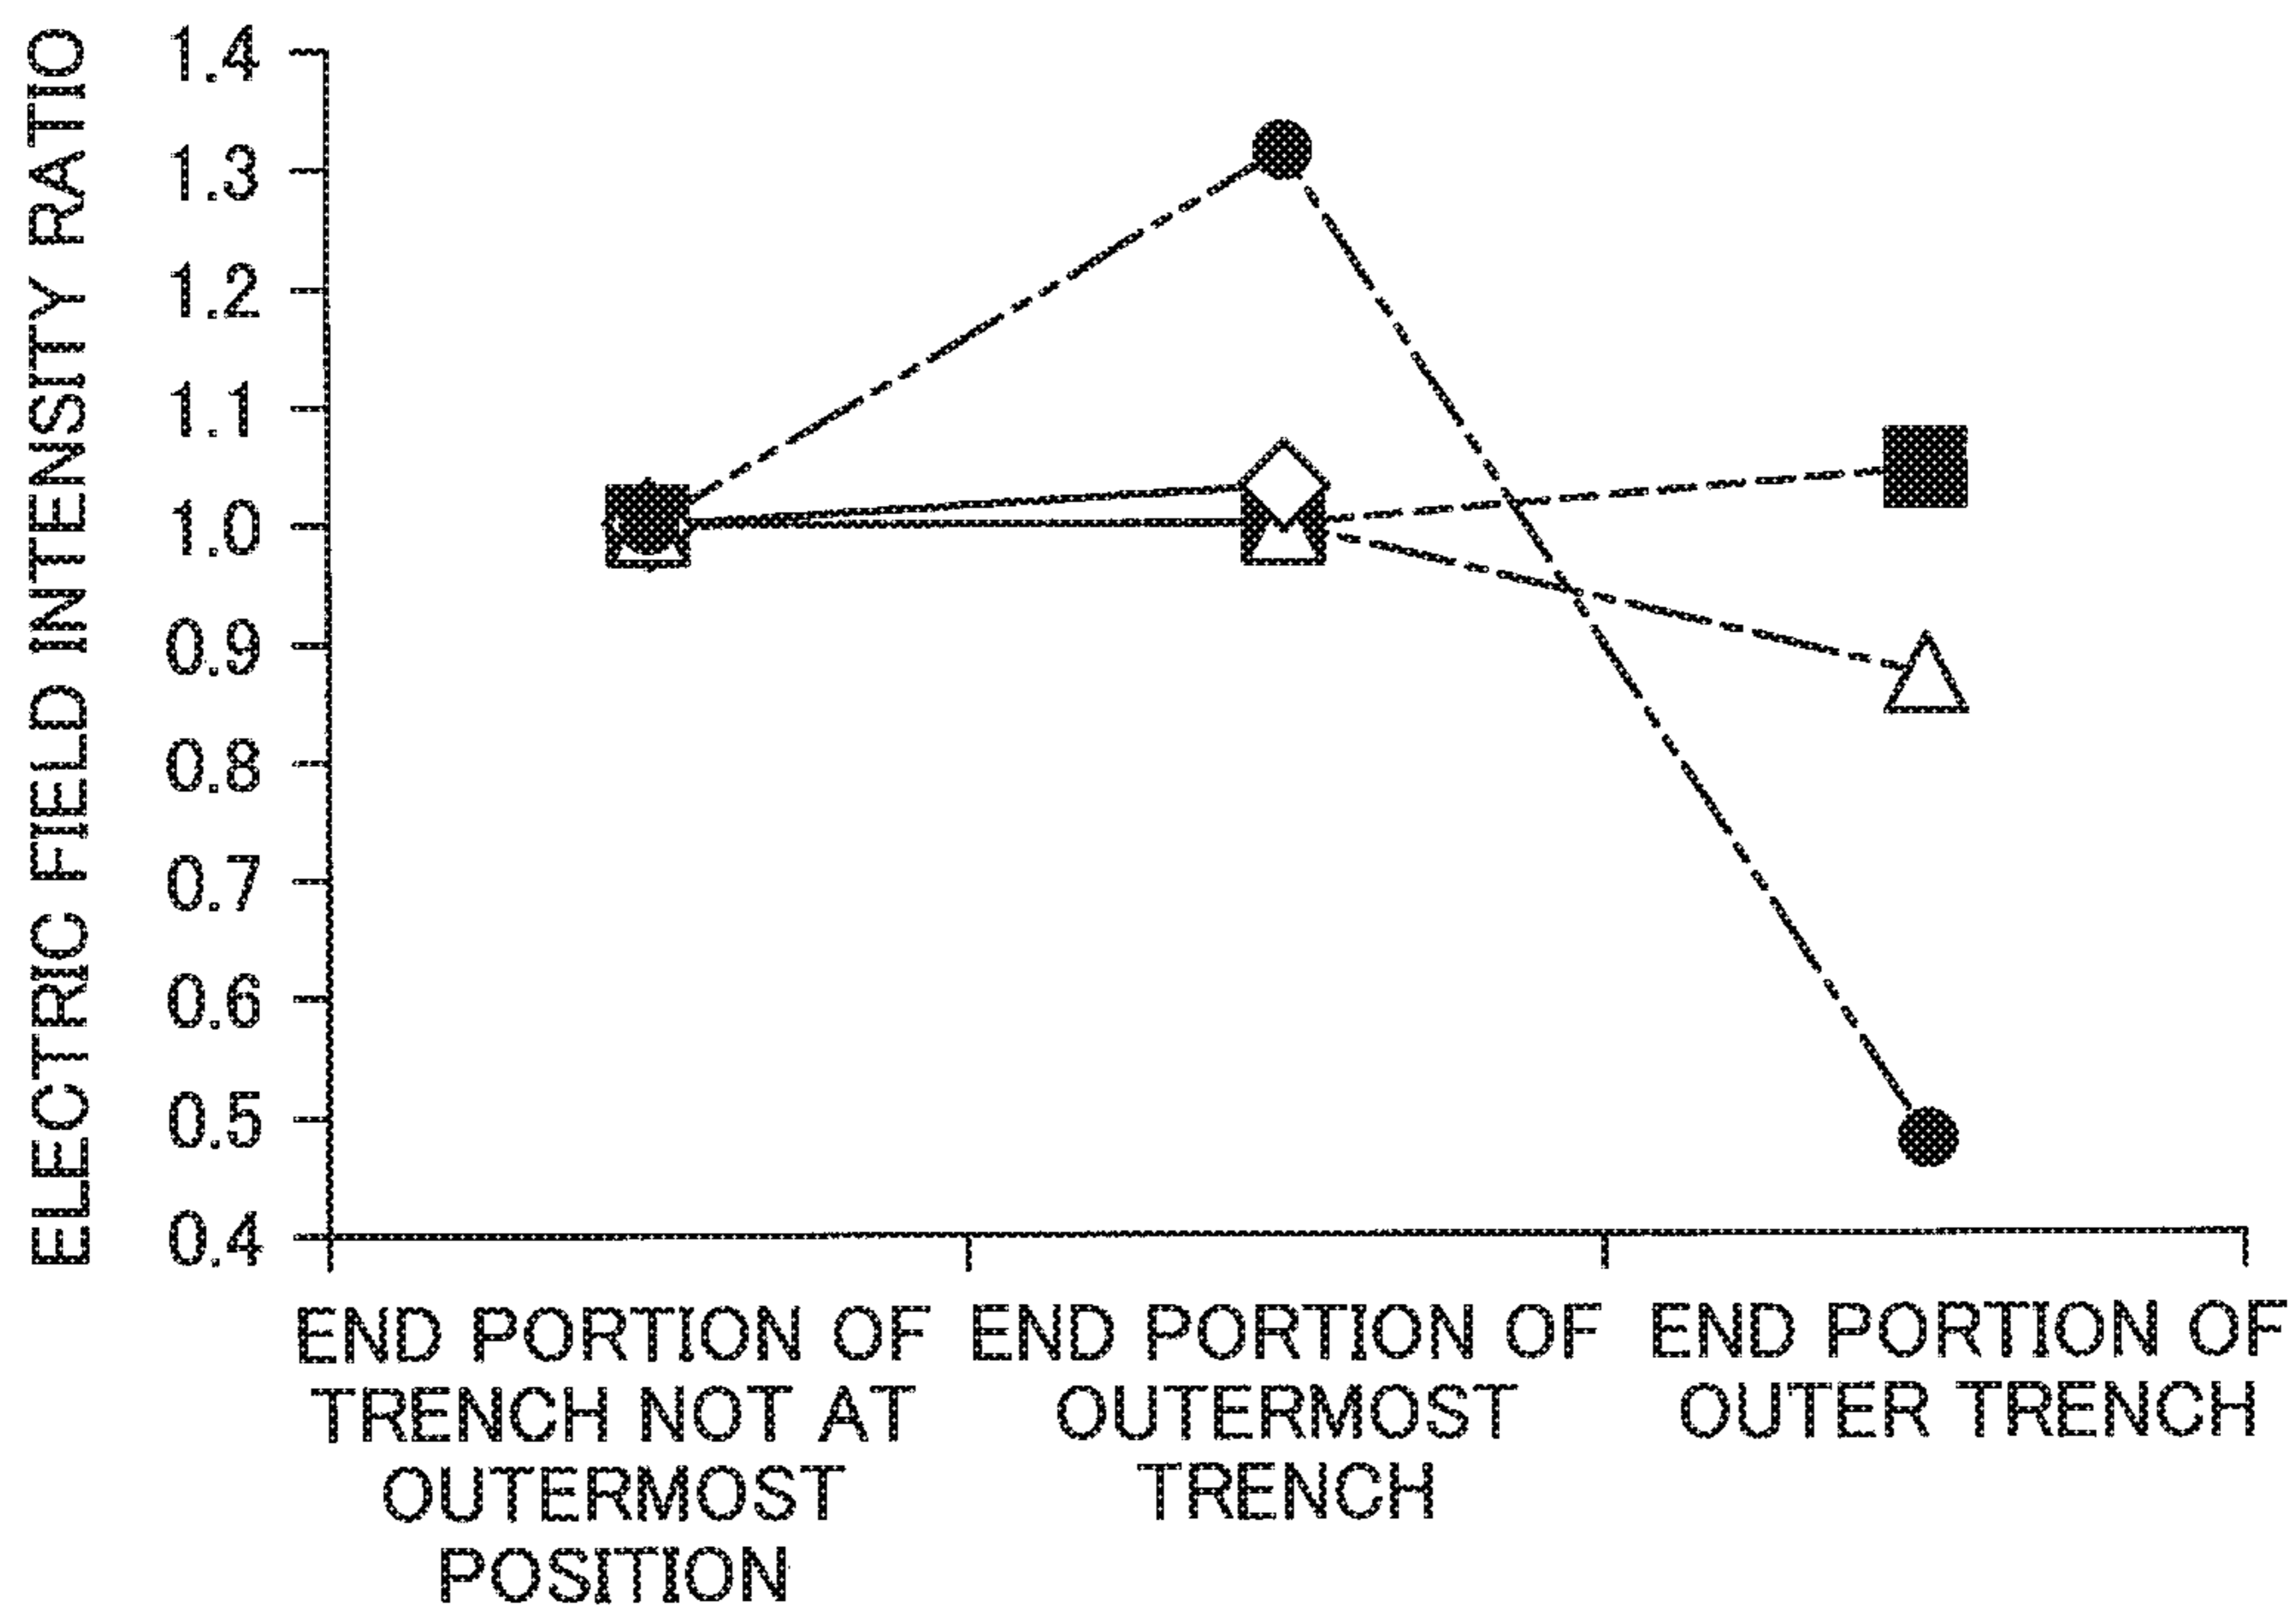 ELECTRIC FIELD INTENSITY RATIO
1.4
1.3
1.2
1.1
1.0
0.9
0.8
0.7
0.6
0.5
0.4
END PORTION OF
TRENCH NOT AT
OUTERMOST
POSITION
END PORTION OF
OUTERMOST
TRENCH
END PORTION OF
OUTER TRENCH